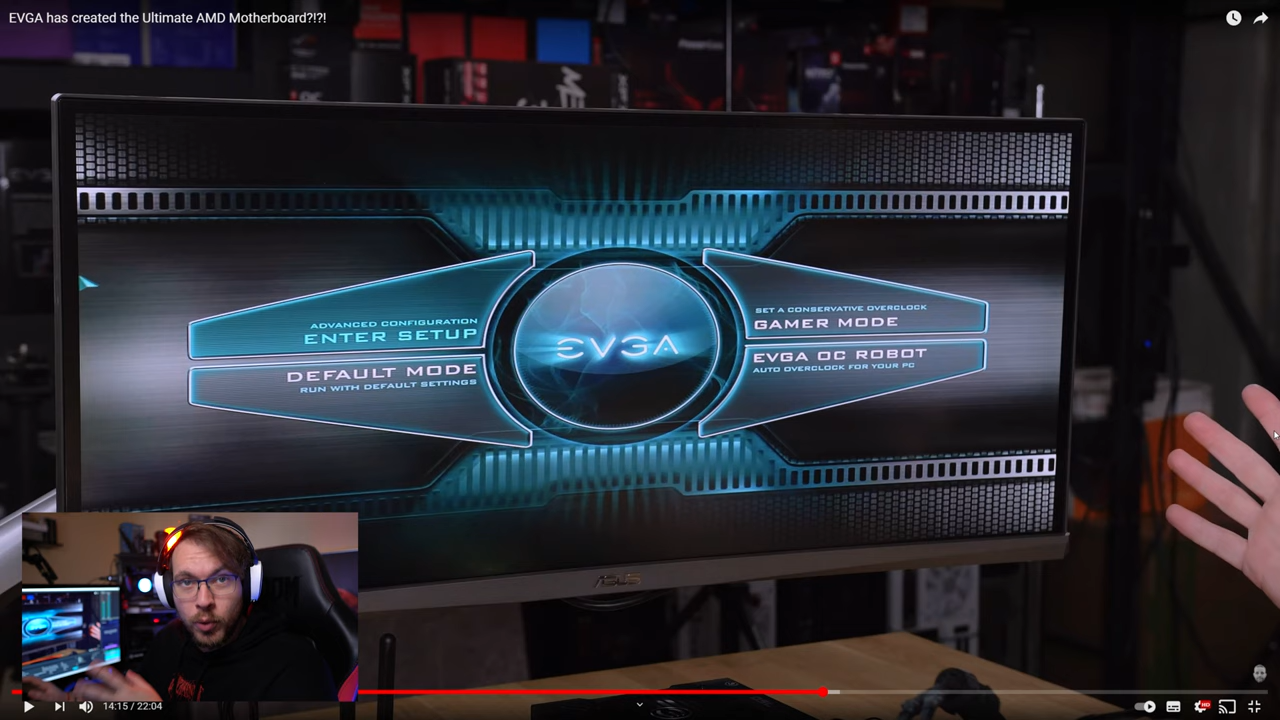 EVGA has created the Ultimate AMD Motherboard?!?!
ADVANCED CONFIGURATION
ENTER SETUP
DEFAULT MODE
RUN WITH DEFAULT SETTINGS
EVGA
SET A CONSERVATIVE OVERCLOCK
GAMER MODE
EVGA OC ROBOT
AUTO OVERCLOCK FOR YOUR PC
ASUS
14:15 / 22:04
HD